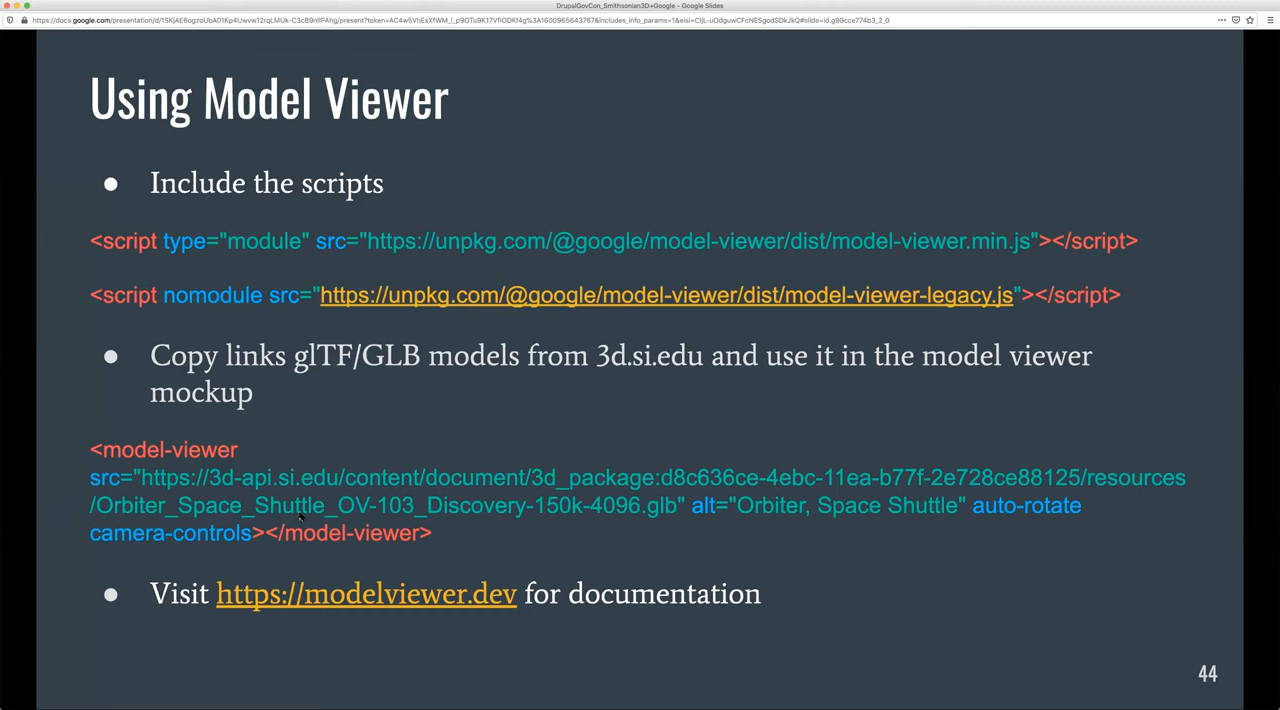 DrupalGovCon_Smithsonian3D+Google - Google Slides
Using Model Viewer
● Include the scripts
<script type="module" src="https://unpkg.com/@google/model-viewer/dist/model-viewer.min.js"></script>
<script nomodule src="https://unpkg.com/@google/model-viewer/dist/model-viewer-legacy.js"></script>
● Copy links glTF/GLB models from 3d.si.edu and use it in the model viewer
mockup
<model-viewer
src="https://3d-api.si.edu/content/document/3d_package:d8c636ce-4ebc-11ea-b77f-2e728ce88125/resources
/Orbiter_Space_Shuttle_OV-103_Discovery-150k-4096.glb" alt="Orbiter, Space Shuttle" auto-rotate
camera-controls></model-viewer>
● Visit https://modelviewer.dev for documentation
44